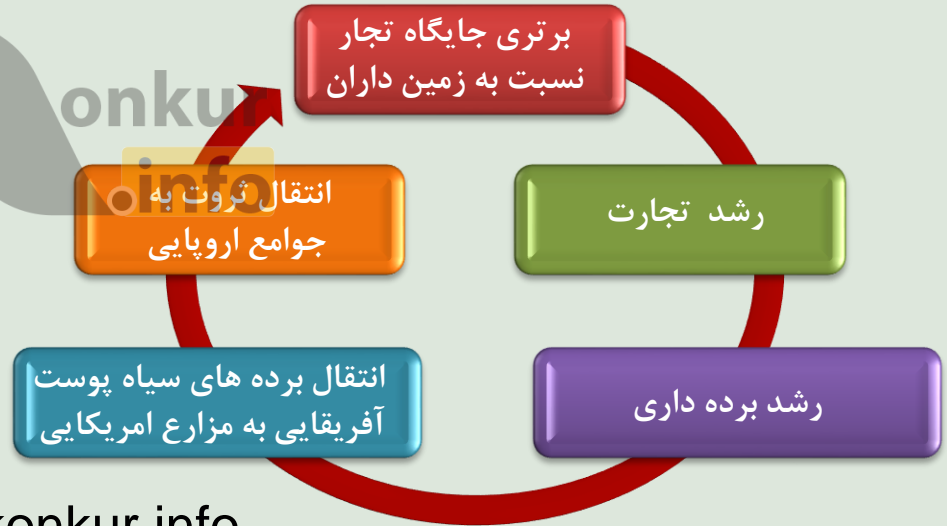 برتری جایگاه تجار
نسبت به زمین داران
رشد تجارت
رشد برده داری
انتقال برده های سیاه پوست
آفریقایی به مزارع امریکایی
انتقال ثروت به
جوامع اروپایی
onkur
.info
konkur.info